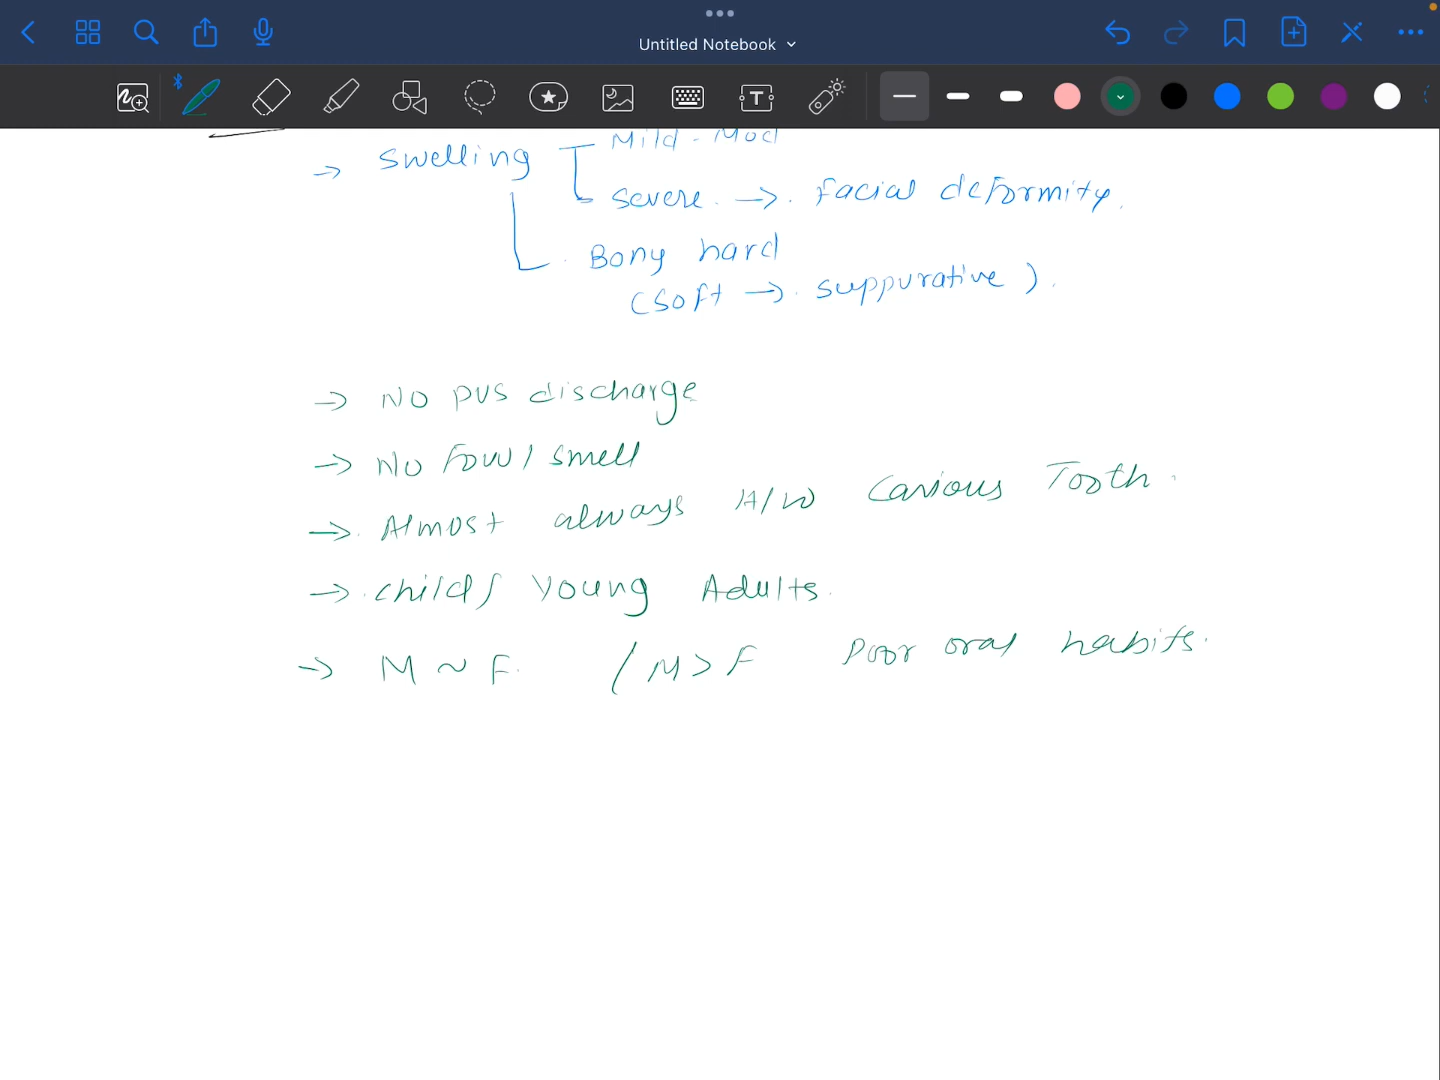 Untitled Notebook
T
Mild - Mod
→ Swelling
Severe → Facial deformity.
Bony hard
(Soft → suppurative).
→ No pus discharge
→ No Foul smell
→ Almost always A/w Carious Tooth.
→ child / Young Adults.
→ M ~ F. / M > F Poor oral habits.